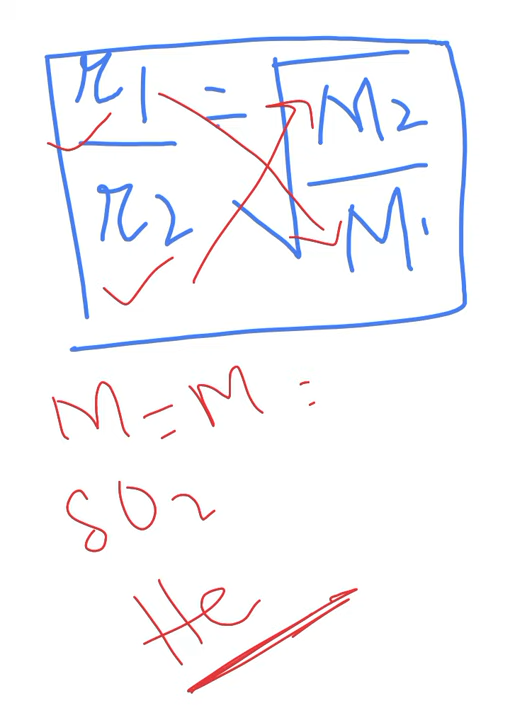 r1/r2 = √(M2/M1)
M = M :
SO2
He